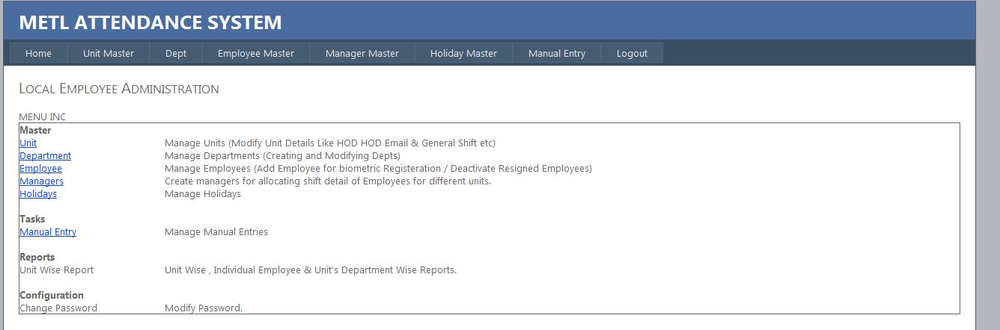 METL ATTENDANCE SYSTEM
Home Unit Master Dept Employee Master Manager Master Holiday Master Manual Entry Logout
Local Employee Administration
MENU INC
Master
Unit Manage Units (Modify Unit Details Like HOD HOD Email & General Shift etc)
Department Manage Departments (Creating and Modifying Depts)
Employee Manage Employees (Add Employee for biometric Registeration / Deactivate Resigned Employees)
Managers Create managers for allocating shift detail of Employees for different units.
Holidays Manage Holidays
Tasks
Manual Entry Manage Manual Entries
Reports
Unit Wise Report Unit Wise , Individual Employee & Unit's Department Wise Reports.
Configuration
Change Password Modify Password.